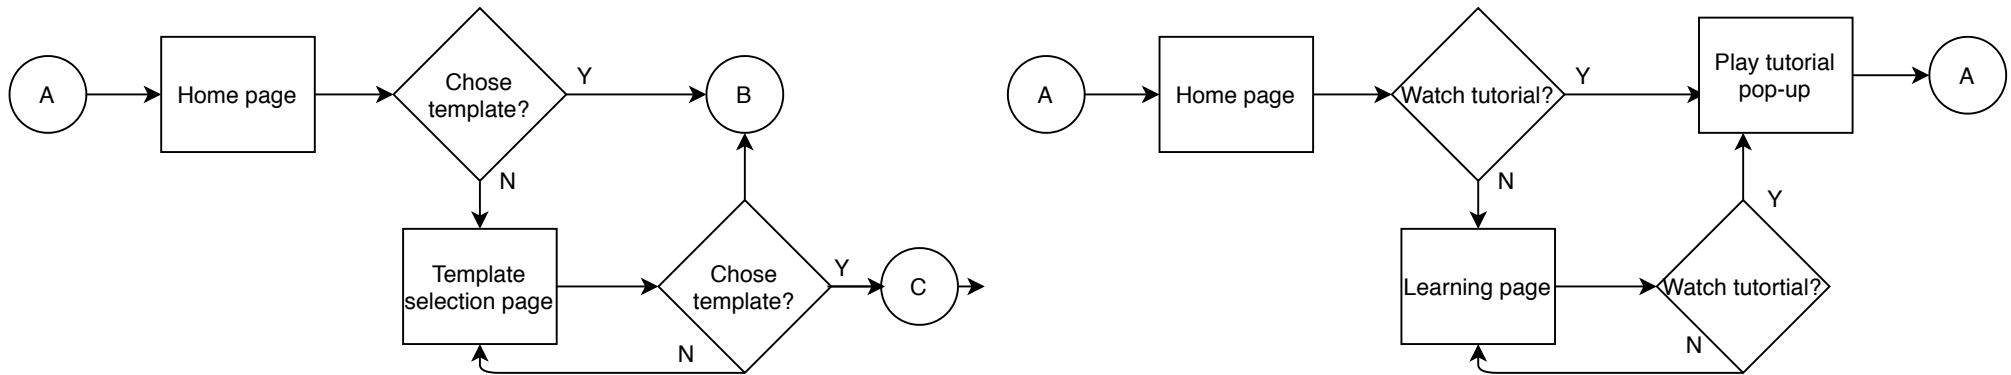 A
Home page
Chose
template?
Y
B
N
Template
selection page
Chose
template?
Y
C
N
A
Home page
Watch tutorial?
Y
Play tutorial
pop-up
A
N
Learning page
Watch tutortial?
Y
N